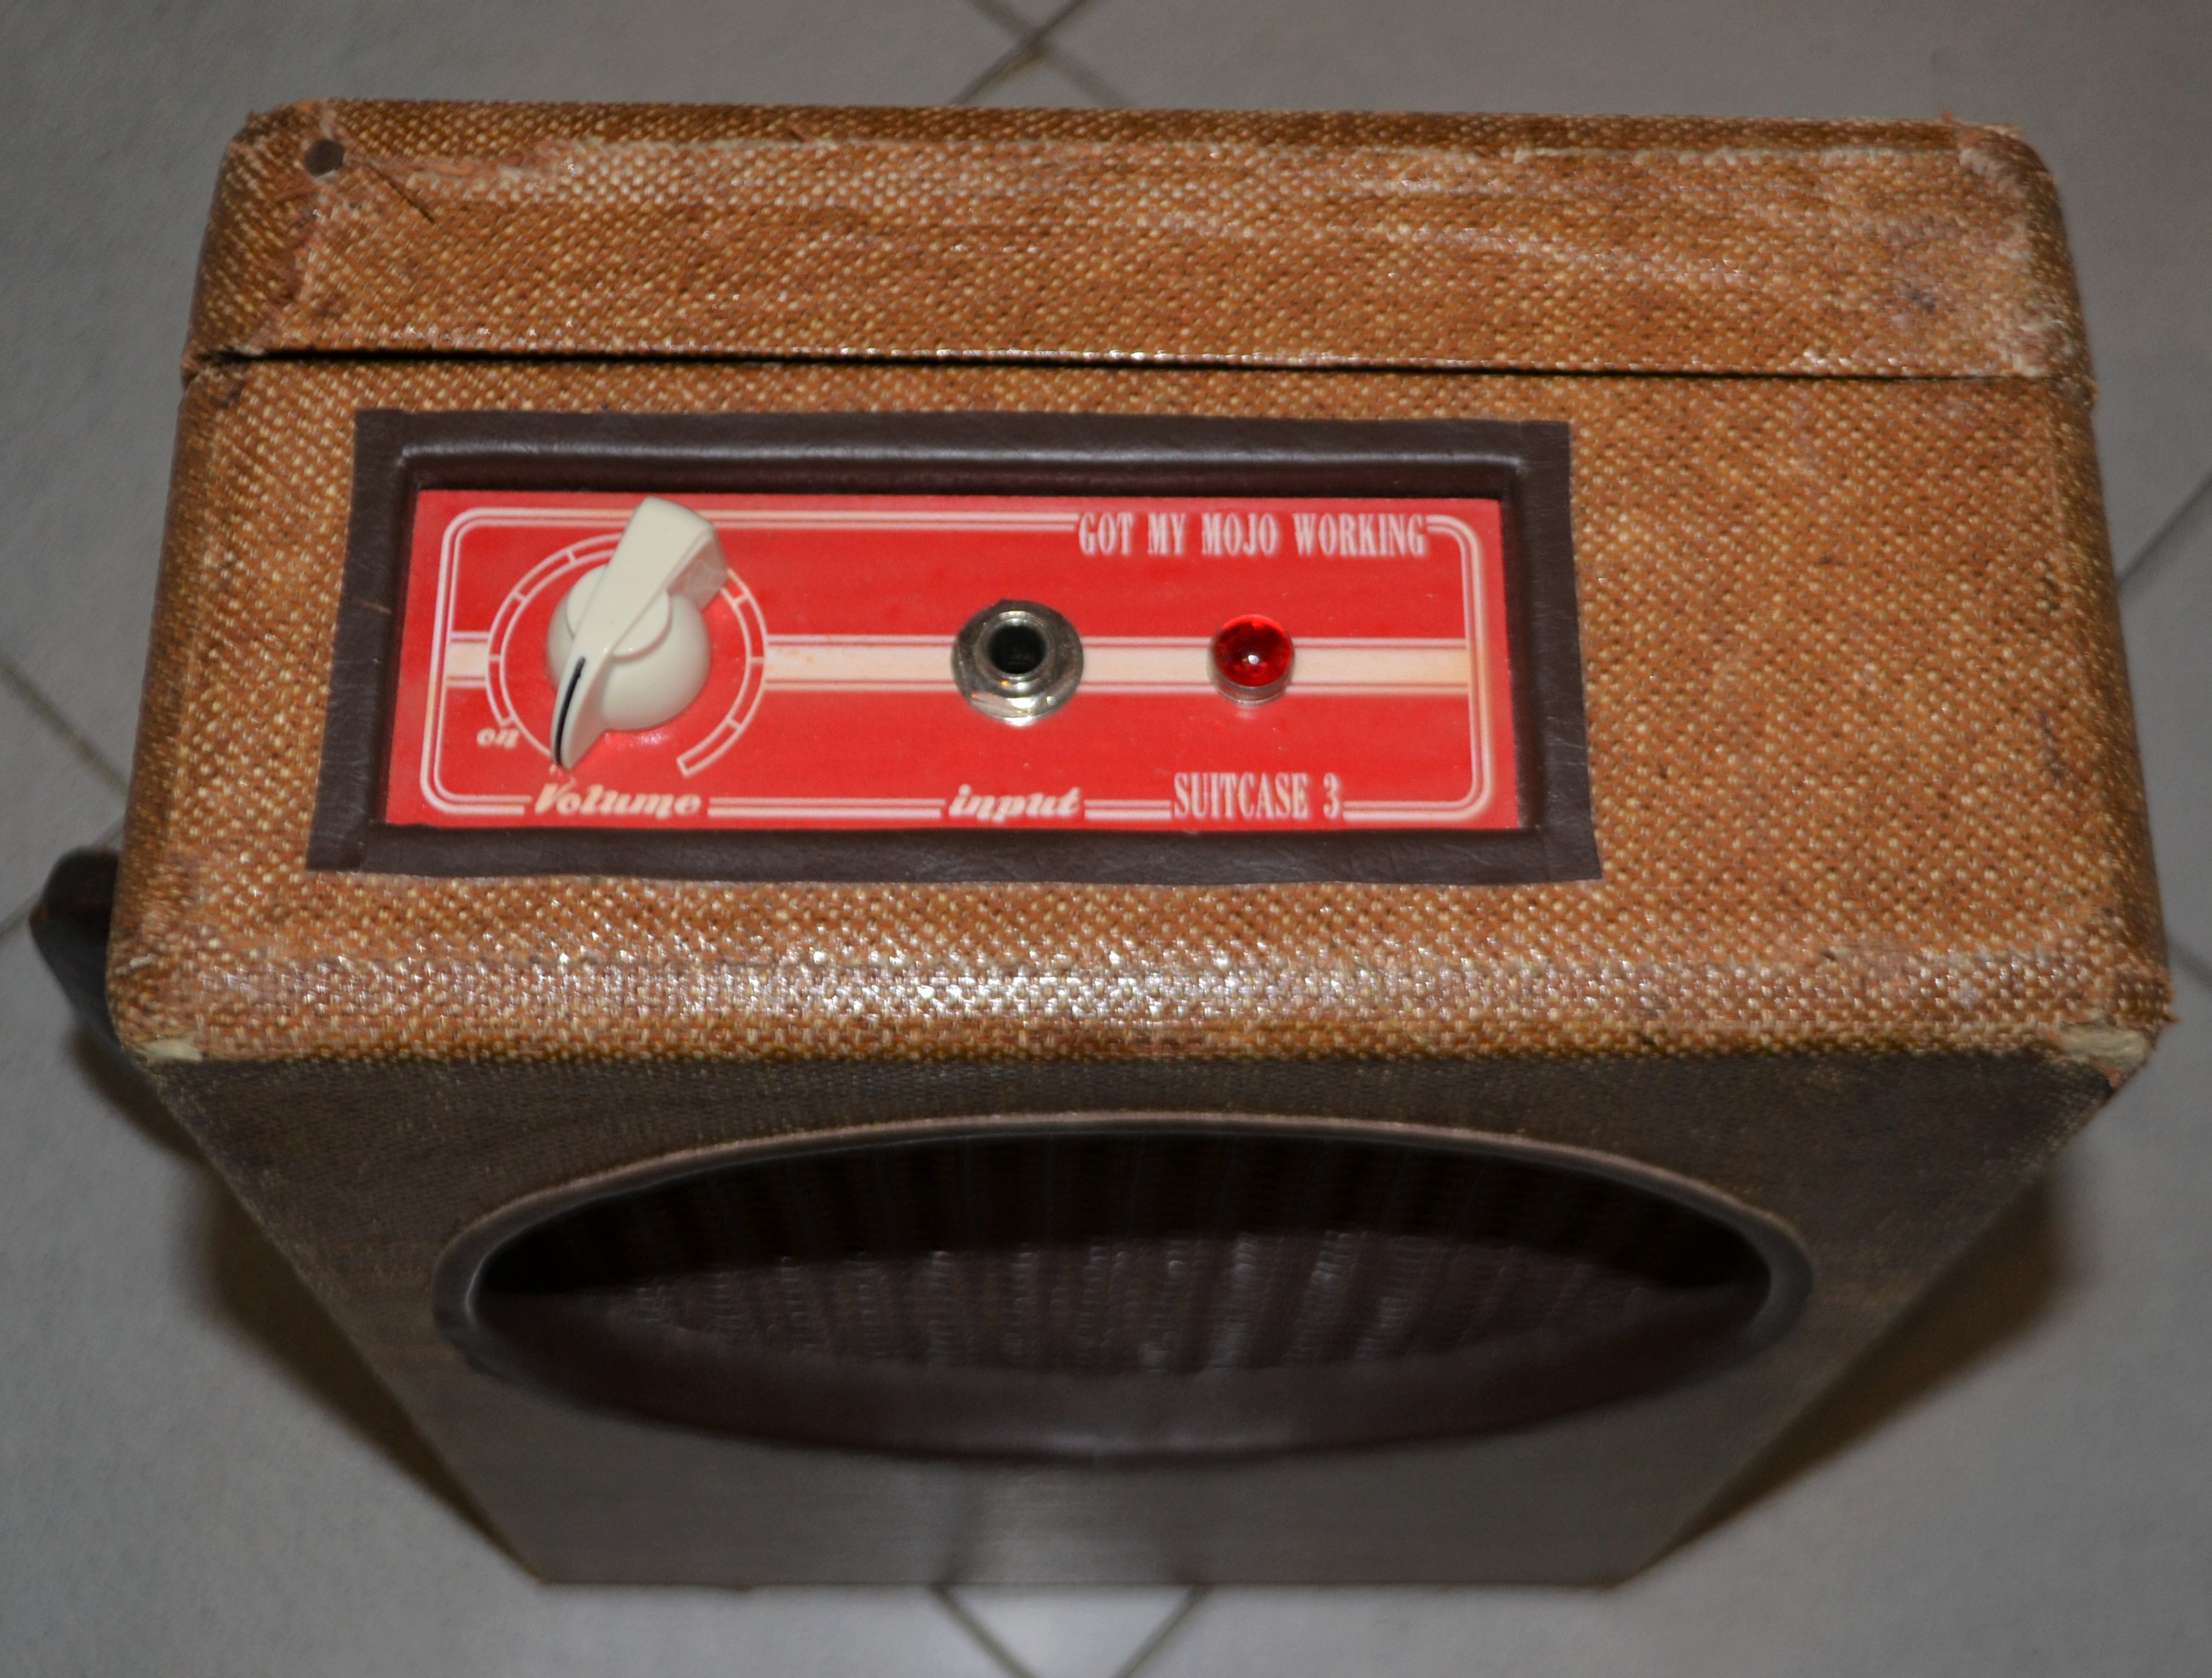 GOT MY MOJO WORKING
on
Volume
input
SUITCASE 3